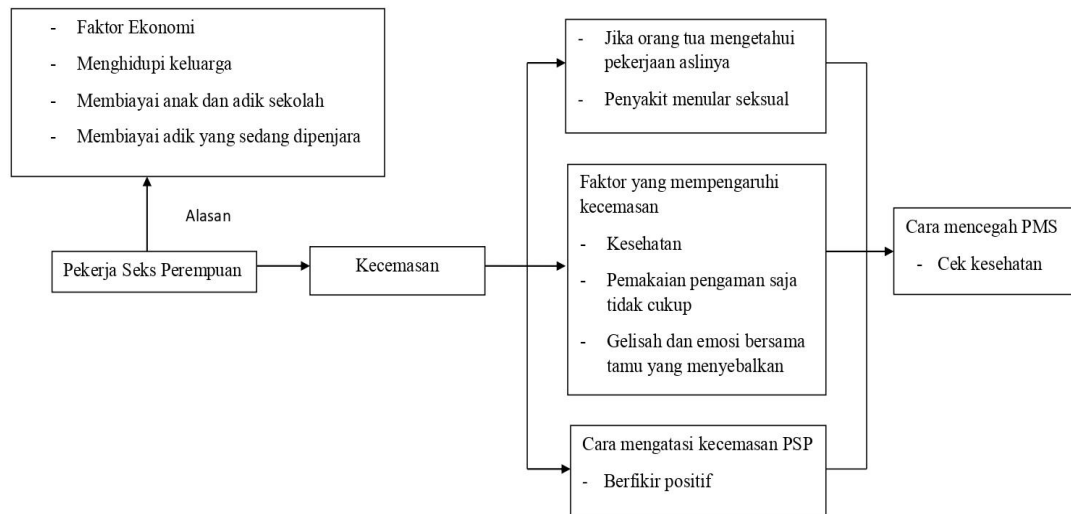 - Faktor Ekonomi
- Menghidupi keluarga
- Membiayai anak dan adik sekolah
- Membiayai adik yang sedang dipenjara
Alasan
Pekerja Seks Perempuan
Kecemasan
- Jika orang tua mengetahui
pekerjaan aslinya
- Penyakit menular seksual
Faktor yang mempengaruhi
kecemasan
- Kesehatan
- Pemakaian pengaman saja
tidak cukup
- Gelisah dan emosi bersama
tamu yang menyebalkan
Cara mengatasi kecemasan PSP
- Berfikir positif
Cara mencegah PMS
- Cek kesehatan